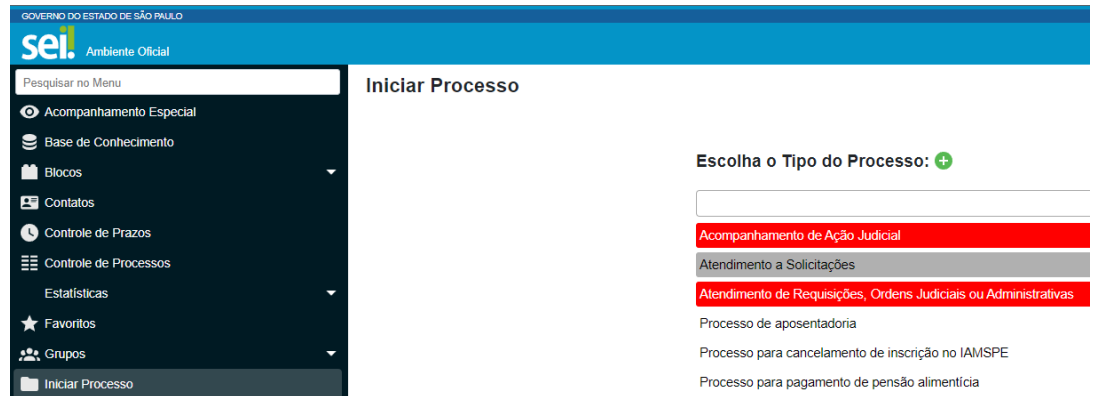 GOVERNO DO ESTADO DE SÃO PAULO
sei! Ambiente Oficial
Pesquisar no Menu
Acompanhamento Especial
Base de Conhecimento
Blocos
Contatos
Controle de Prazos
Controle de Processos
Estatísticas
Favoritos
Grupos
Iniciar Processo
Iniciar Processo
Escolha o Tipo do Processo:
Acompanhamento de Ação Judicial
Atendimento a Solicitações
Atendimento de Requisições, Ordens Judiciais ou Administrativas
Processo de aposentadoria
Processo para cancelamento de inscrição no IAMSPE
Processo para pagamento de pensão alimentícia